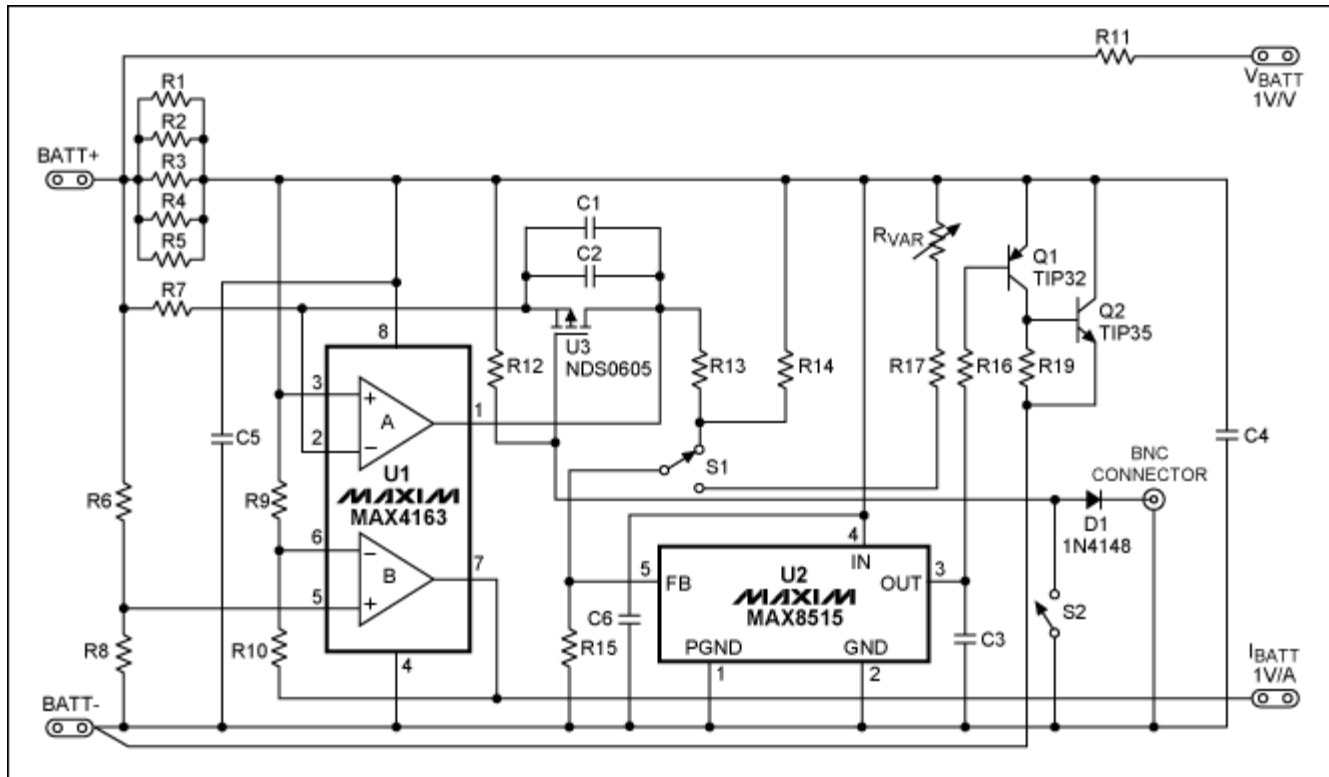 R11
V BATT
1V/V
R1
R2
R3
R4
R5
BATT+
C1
C2
RVAR
Q1
TIP32
Q2
TIP35
R7
8
U3
NDS0605
R12
R13
R14
R17
R16
R19
3
+
A
1
2
−
C5
U1
MAXIM
MAX4163
S1
C4
BNC
CONNECTOR
R6
R9
D1
1N4148
6
−
7
B
5
+
4
IN
5
FB
U2
MAXIM
MAX8515
OUT
3
S2
C6
C3
R8
R10
R15
PGND
GND
4
1
2
IBATT
1V/A
BATT-